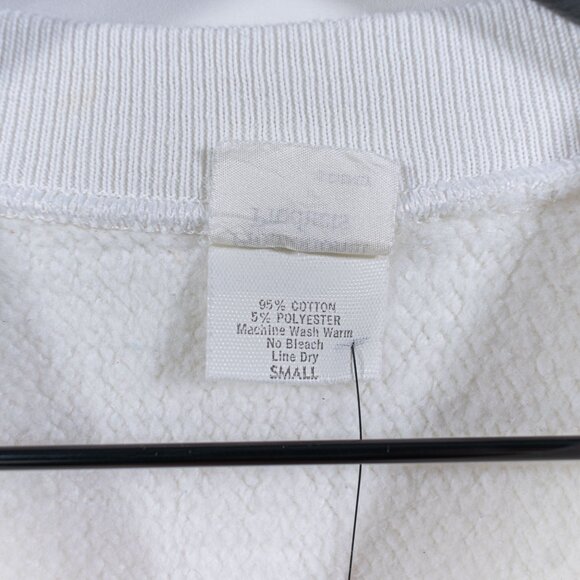 95% COTTON
5% POLYESTER
Machine Wash Warm
No Bleach
Line Dry
SMALL